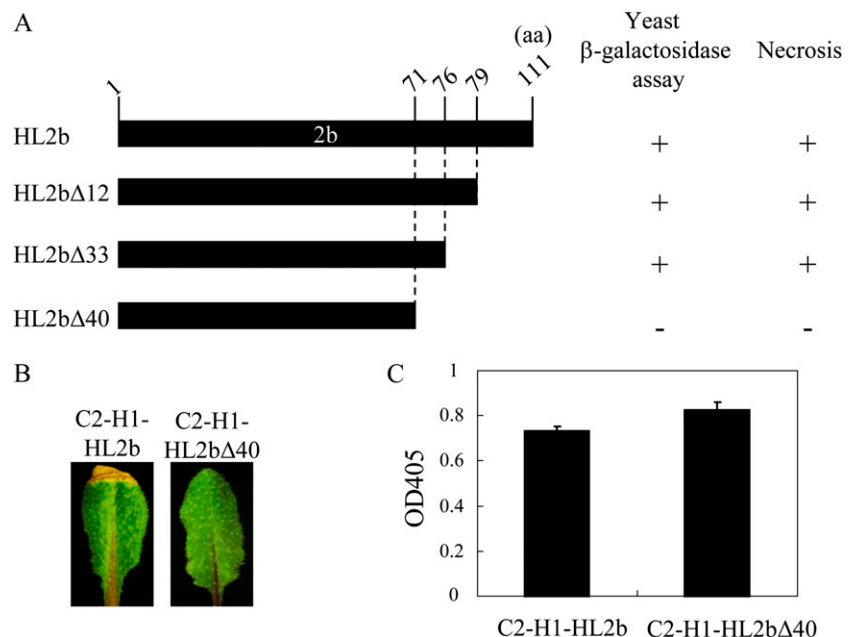 A
(aa)
Yeast
β-galactosidase
assay
Necrosis
1
71
76
79
111
HL2b
2b
+
+
HL2bΔ12
+
+
HL2bΔ33
+
+
HL2bΔ40
-
-
B
C2-H1-
HL2b
C2-H1-
HL2bΔ40
C
OD405
1
0.8
0.6
0.4
0.2
0
C2-H1-HL2b
C2-H1-HL2bΔ40